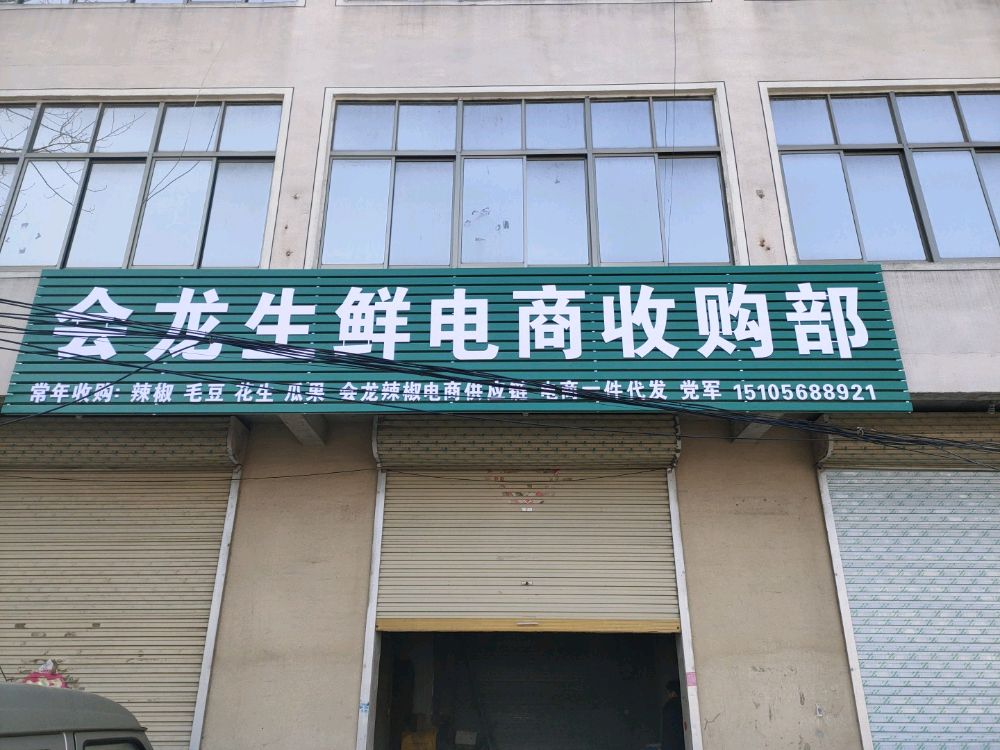 会龙生鲜电商收购部
常年收购: 辣椒 毛豆 花生 瓜果 会龙辣椒电商供应链 电商一件代发 党军 15105688921